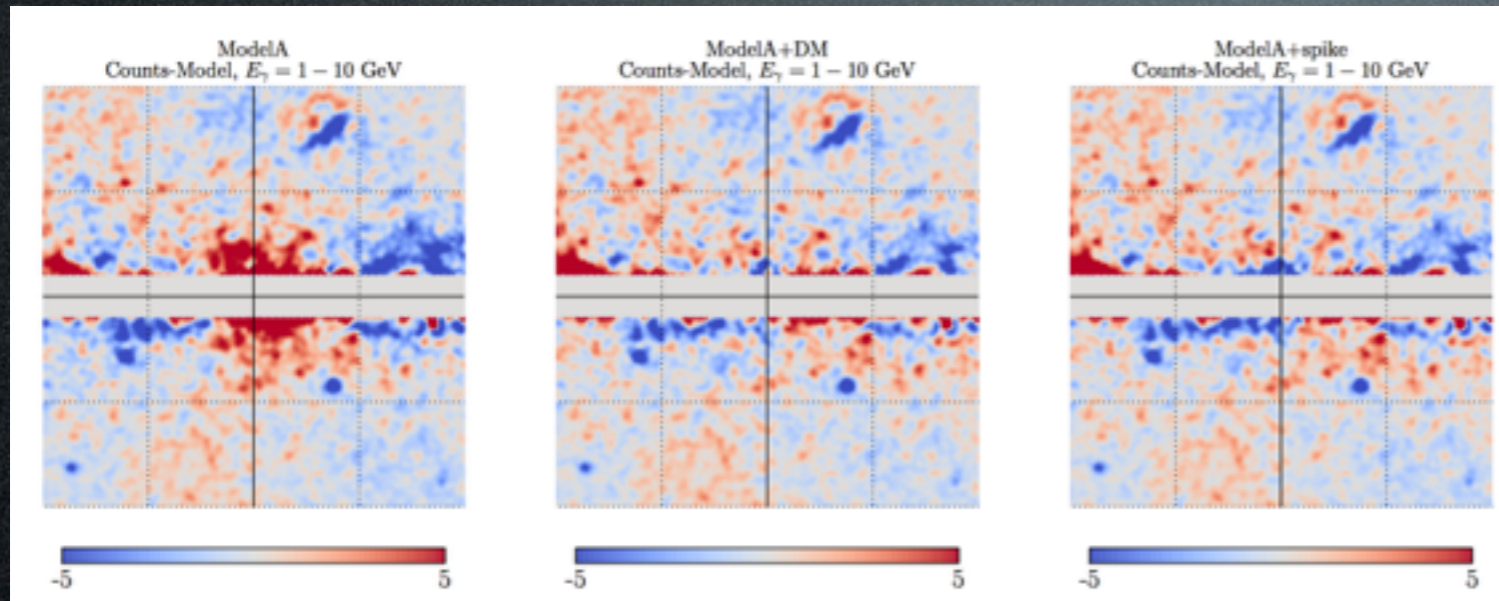 ModelA
Counts-Model, Eγ = 1 − 10 GeV
ModelA+DM
Counts-Model, Eγ = 1 − 10 GeV
ModelA+spike
Counts-Model, Eγ = 1 − 10 GeV
-5 5
-5 5
-5 5